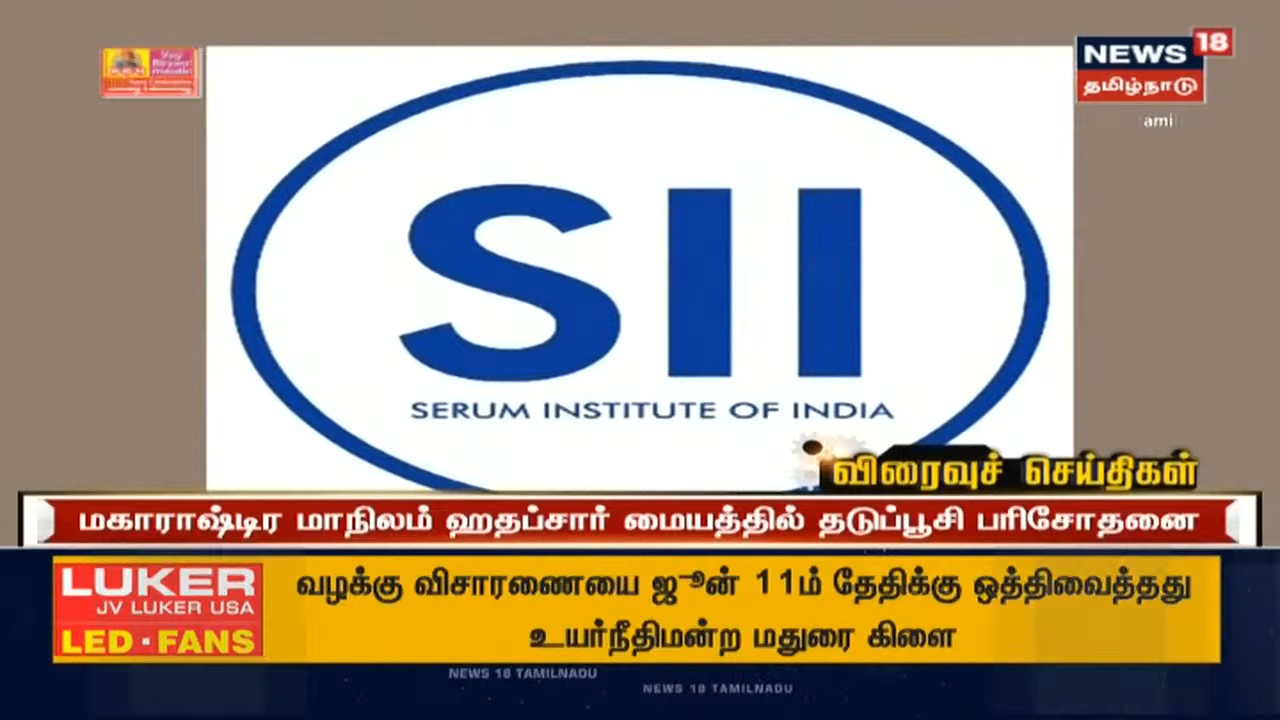 NEWS 18
தமிழ்நாடு
ami
SII
SERUM INSTITUTE OF INDIA
விரைவுச் செய்திகள்
மகாராஷ்டிர மாநிலம் ஹதப்சார் மையத்தில் தடுப்பூசி பரிசோதனை
LUKER
JV LUKER USA
LED · FANS
வழக்கு விசாரணையை ஜூன் 11ம் தேதிக்கு ஒத்திவைத்தது
உயர்நீதிமன்ற மதுரை கிளை
NEWS 18 TAMILNADU
NEWS 18 TAMILNADU